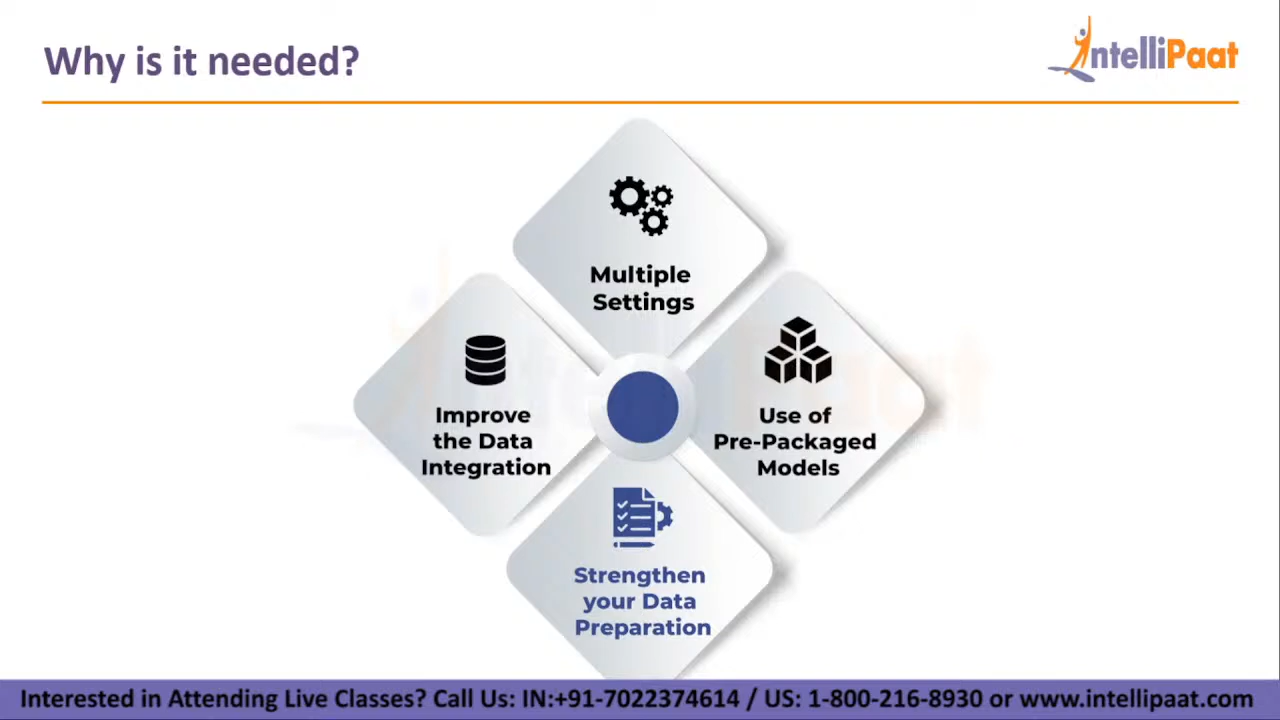 Why is it needed?
IntelliPaat
Multiple
Settings
Improve
the Data
Integration
Use of
Pre-Packaged
Models
Strengthen
your Data
Preparation
Interested in Attending Live Classes? Call Us: IN:+91-7022374614 / US: 1-800-216-8930 or www.intellipaat.com